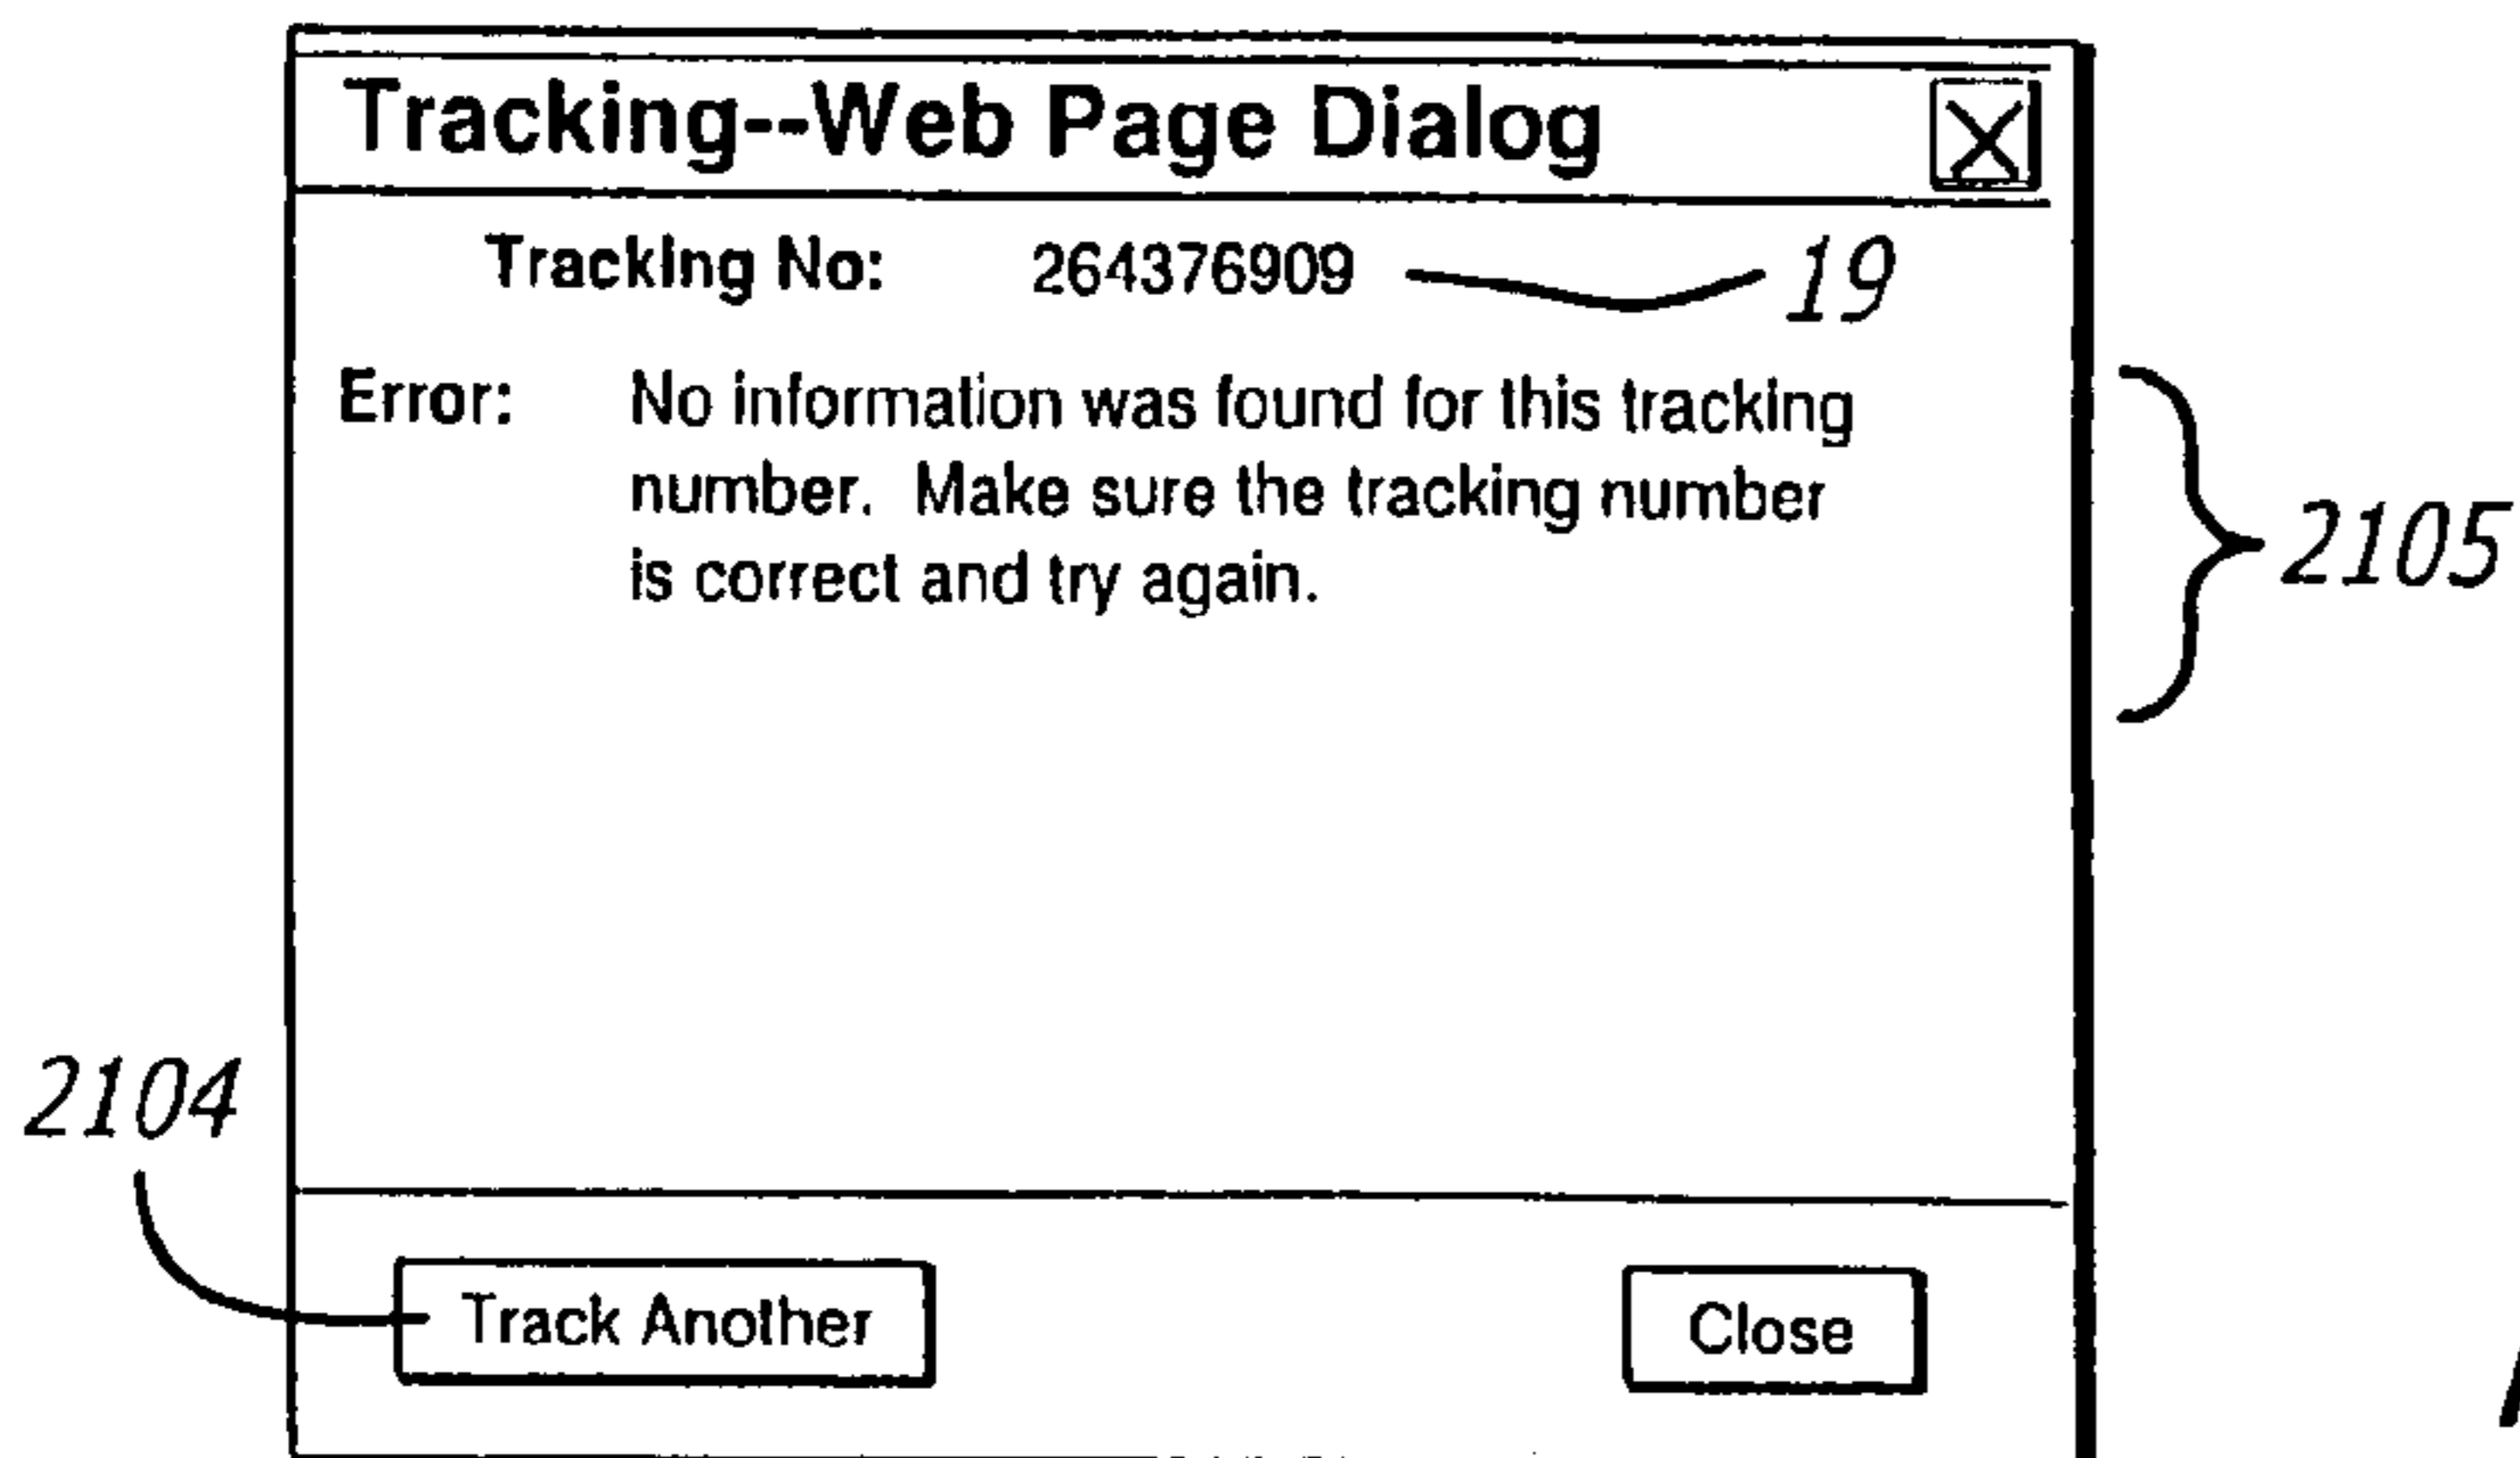 Tracking--Web Page Dialog
Tracking No: 264376909 19
Error: No information was found for this tracking
number. Make sure the tracking number
is correct and try again.
2105
2104
Track Another Close